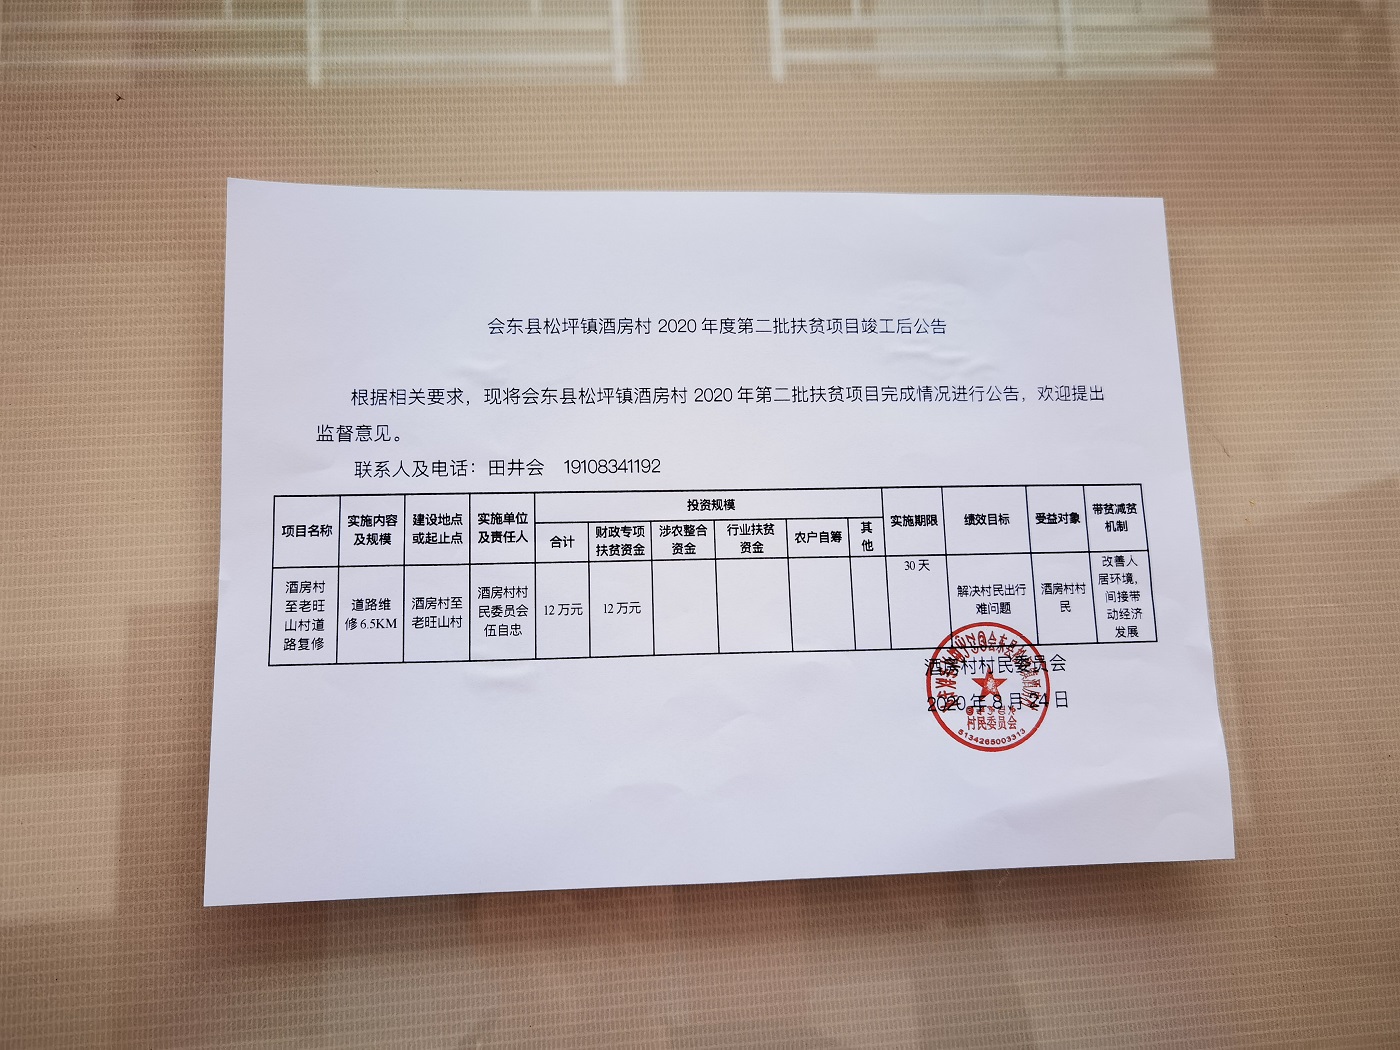 会东县松坪镇酒房村 2020 年度第二批扶贫项目竣工后公告
根据相关要求，现将会东县松坪镇酒房村 2020 年第二批扶贫项目完成情况进行公告，欢迎提出
监督意见。
联系人及电话：田井会 19108341192
项目名称 实施内容及规模 建设地点或起止点 实施单位及责任人 投资规模 实施期限 绩效目标 受益对象 带贫减贫机制
合计 财政专项扶贫资金 涉农整合资金 行业扶贫资金 农户自筹 其他
酒房村至老旺山村道路复修 道路维修 6.5KM 酒房村至老旺山村 酒房村村民委员会伍自忠 12 万元 12 万元 30 天 解决村民出行难问题 酒房村村民 改善人居环境，间接带动经济发展
酒房村村民委员会
2020 年 8 月 24 日
村民委员会
5134265003313